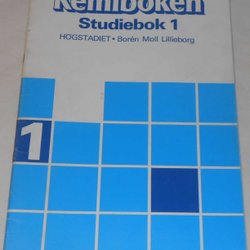 Kemiboken
Studiebok 1
HÖGSTADIET • Borén Moll Lillieborg
1